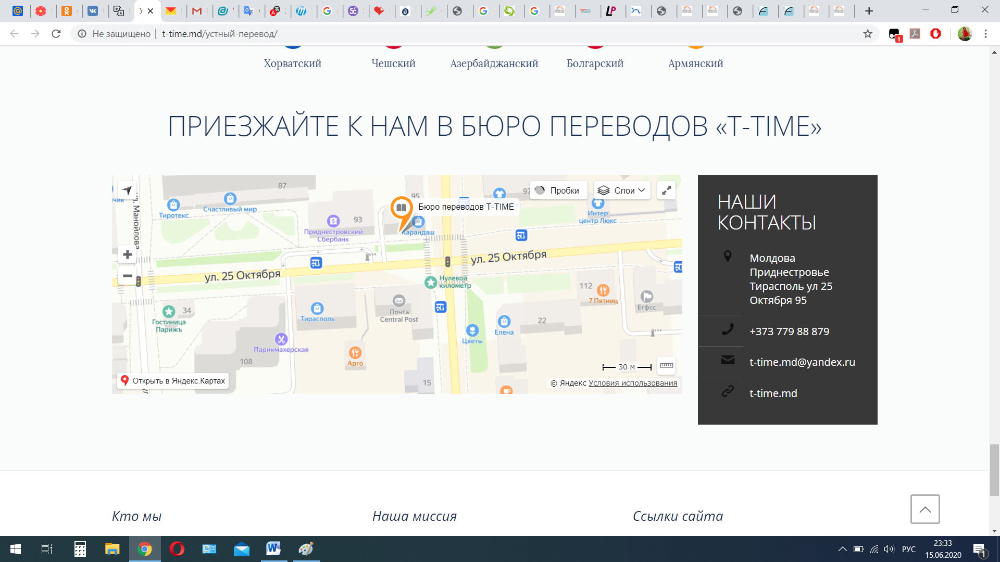 Не защищено | t-time.md/устный-перевод/
1
Хорватский
Чешский
Азербайджанский
Болгарский
Армянский
ПРИЕЗЖАЙТЕ К НАМ В БЮРО ПЕРЕВОДОВ «T-TIME»
87
95
97
Пробки
Слои
Бюро переводов T-TIME
ул. Манойлова
Тиротекс
Счастливый мир
93
Приднестровский
Сбербанк
Карандаш
Интер
центр Люкс
ул. 25 Октября
ул. 25 Октября
Нулевой
километр
112
7 Пятниц
Егфсс
34
Гостиница
Парижъ
Тирасполь
Почта
Central Post
22
Елена
Цветы
Парикмахерская
Арго
108
15
30 м
Открыть в Яндекс.Картах
© Яндекс Условия использования
НАШИ
КОНТАКТЫ
Молдова
Приднестровье
Тирасполь ул 25
Октября 95
+373 779 88 879
t-time.md@yandex.ru
t-time.md
Кто мы
Наша миссия
Ссылки сайта
РУС
23:33
15.06.2020
1